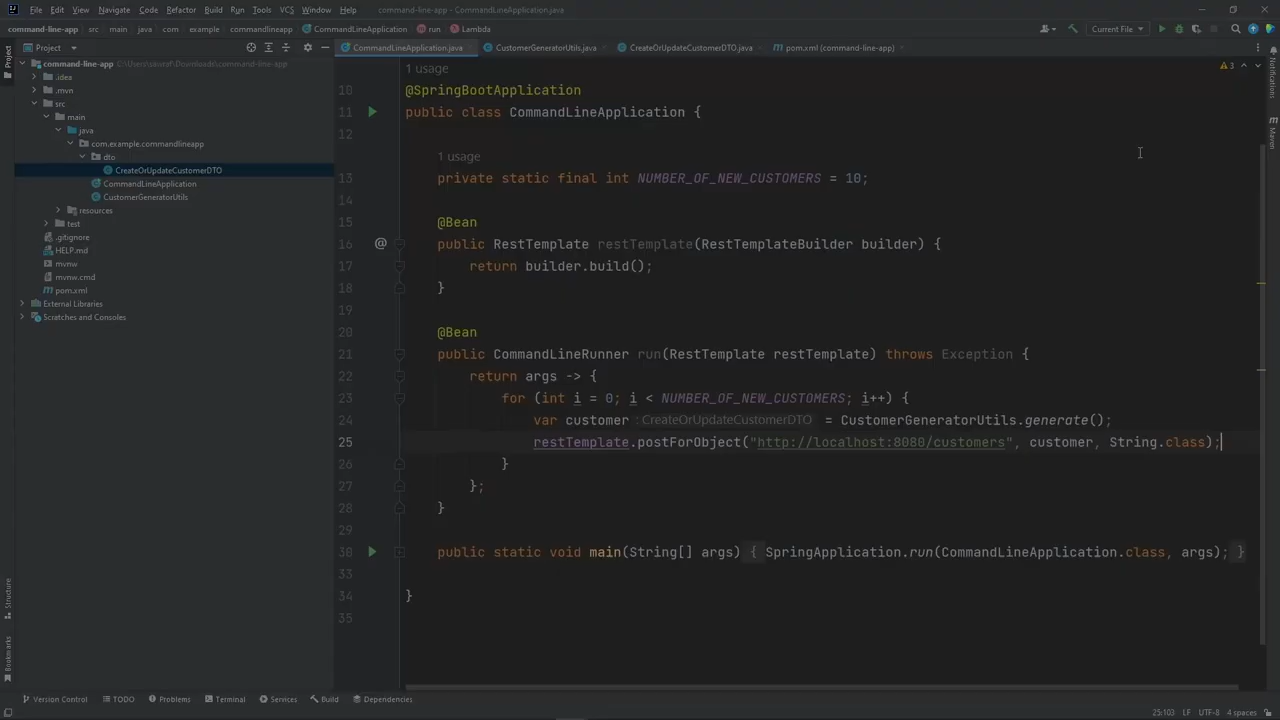 File Edit View Navigate Code Refactor Build Run Tools VCS Window Help command-line-app - CommandLineApplication.java
command-line-app src main java com example commandlineapp CommandLineApplication run Lambda Current File
Project CommandLineApplication.java CustomerGeneratorUtils.java CreateOrUpdateCustomerDTO.java pom.xml (command-line-app)
Project
Structure
Bookmarks
command-line-app
.idea
.mvn
src
main
java
com.example.commandlineapp
dto
CreateOrUpdateCustomerDTO
CommandLineApplication
CustomerGeneratorUtils
resources
test
.gitignore
HELP.md
mvnw
mvnw.cmd
pom.xml
External Libraries
Scratches and Consoles
1 usage
10 @SpringBootApplication
11 public class CommandLineApplication {
12
1 usage
13 private static final int NUMBER_OF_NEW_CUSTOMERS = 10;
14
15 @Bean
16 @ public RestTemplate restTemplate(RestTemplateBuilder builder) {
17 return builder.build();
18 }
19
20 @Bean
21 public CommandLineRunner run(RestTemplate restTemplate) throws Exception {
22 return args -> {
23 for (int i = 0; i < NUMBER_OF_NEW_CUSTOMERS; i++) {
24 var customer : CreateOrUpdateCustomerDTO = CustomerGeneratorUtils.generate();
25 restTemplate.postForObject("http://localhost:8080/customers", customer, String.class);
26 }
27 };
28 }
29
30 public static void main(String[] args) { SpringApplication.run(CommandLineApplication.class, args); }
33
34 }
35
3
Notifications
Maven
Version Control TODO Problems Terminal Services Build Dependencies
25:103 LF UTF-8 4 spaces